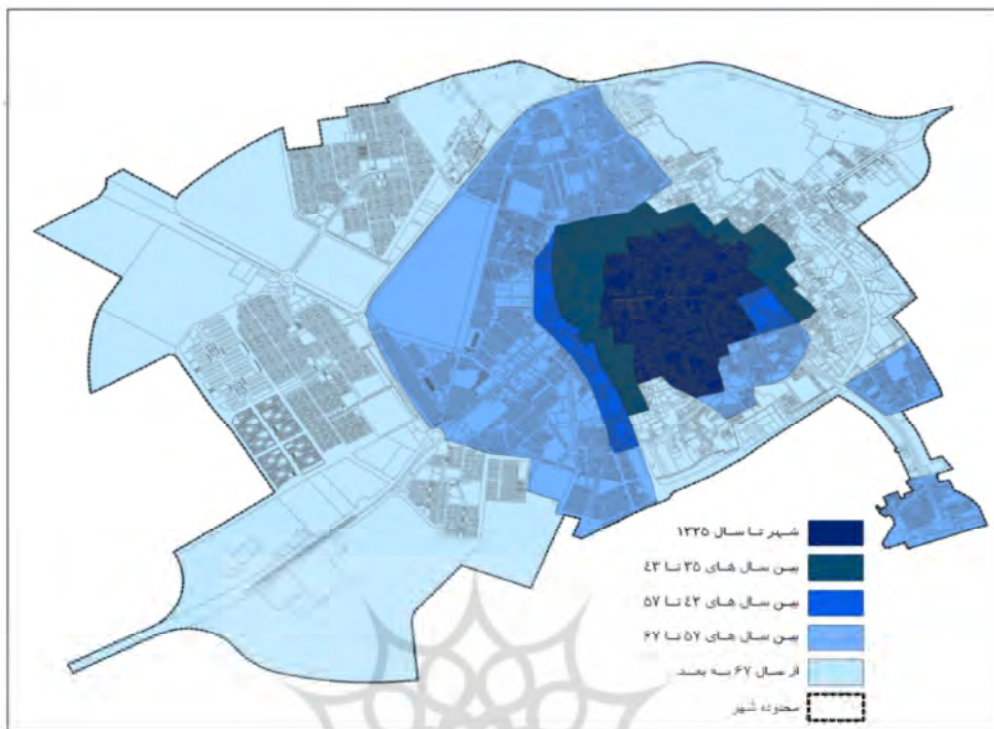 شهر تا سال ۱۳۳۵
بین سال های ۳۵ تا ۴۳
بین سال های ۴۳ تا ۵۷
بین سال های ۵۷ تا ۶۷
از سال ۶۷ به بعد
محدوده شهر